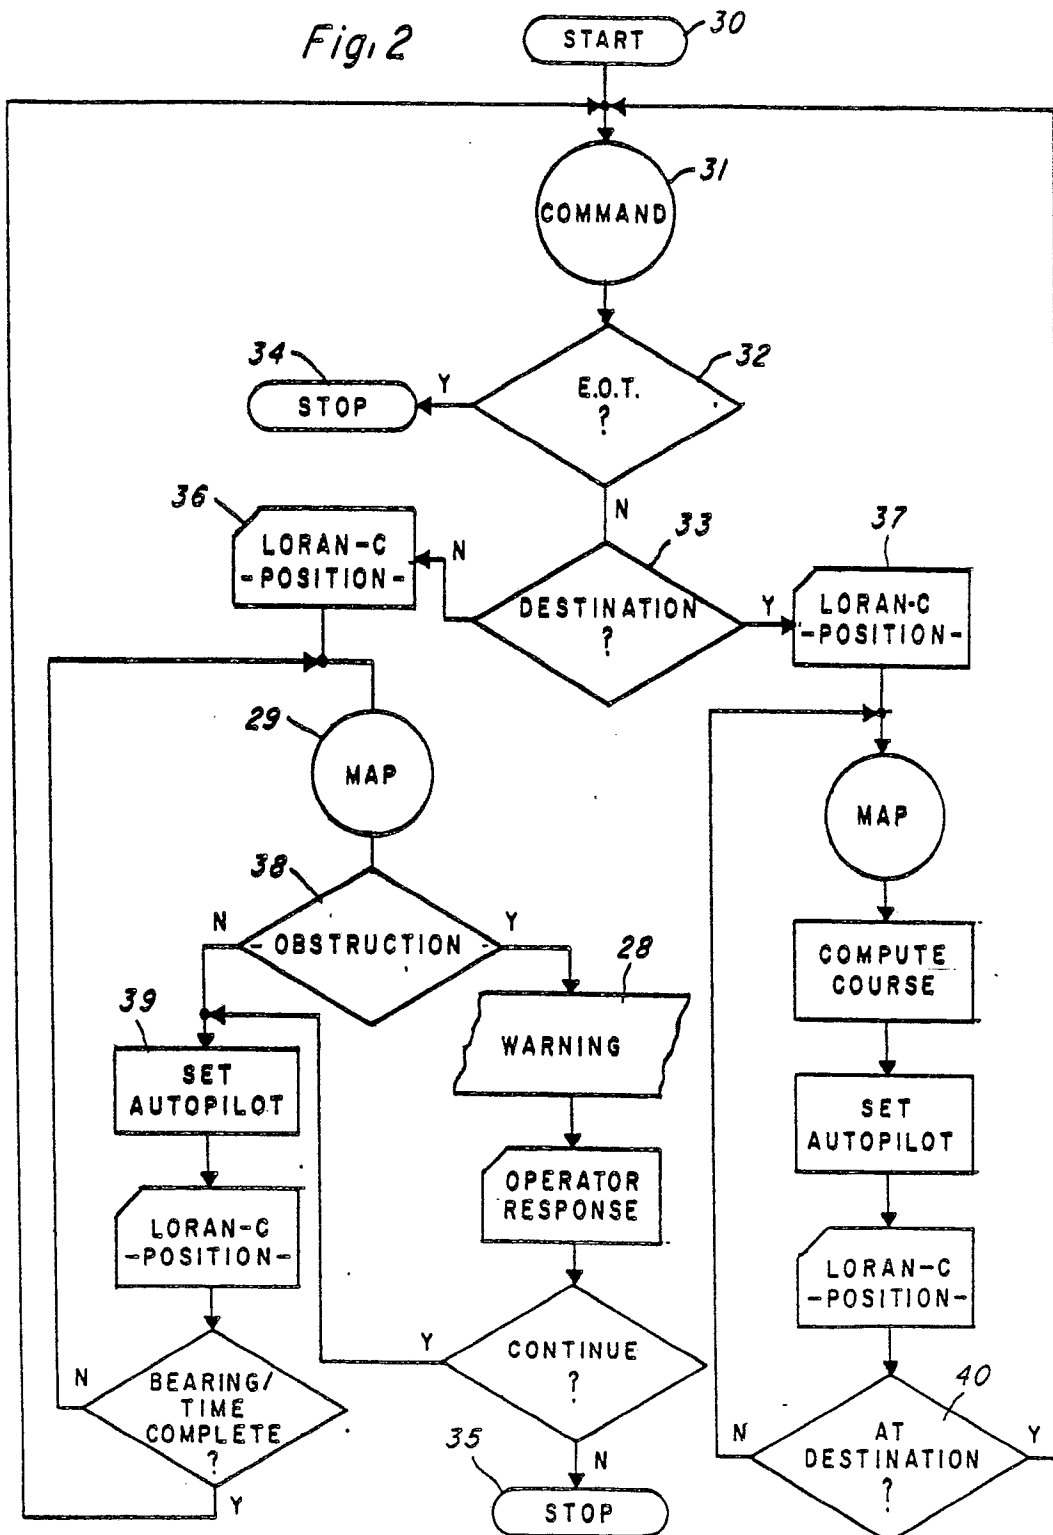 Fig. 2
START
30
COMMAND
31
E.O.T.
?
32
Y
34
STOP
N
33
DESTINATION
?
N
Y
36
LORAN-C
-POSITION-
37
LORAN-C
-POSITION-
29
MAP
38
- OBSTRUCTION -
N
Y
39
SET
AUTOPILOT
LORAN-C
-POSITION-
BEARING/
TIME
COMPLETE
?
N
Y
28
WARNING
OPERATOR
RESPONSE
CONTINUE
?
Y
N
35
STOP
MAP
COMPUTE
COURSE
SET
AUTOPILOT
LORAN-C
-POSITION-
40
AT
DESTINATION
?
N
Y